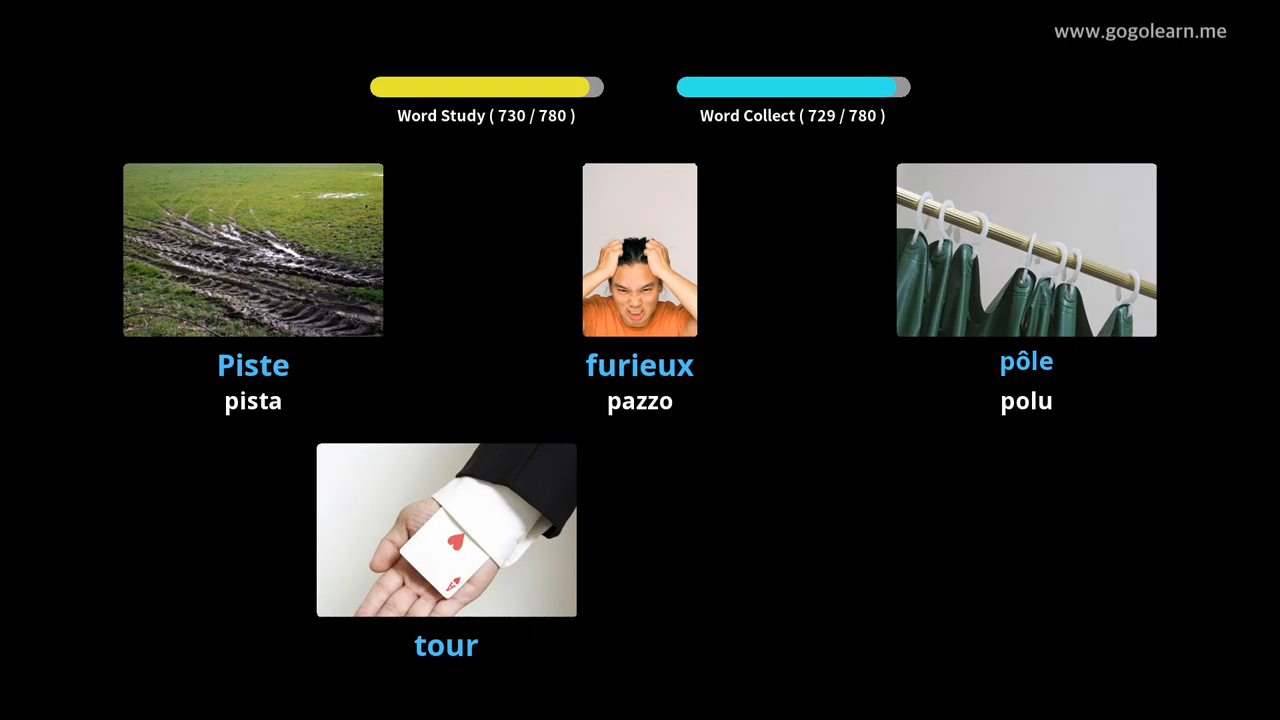 www.gogolearn.me
Word Study ( 730 / 780 )
Word Collect ( 729 / 780 )
Piste
furieux
pôle
pista
pazzo
polu
tour